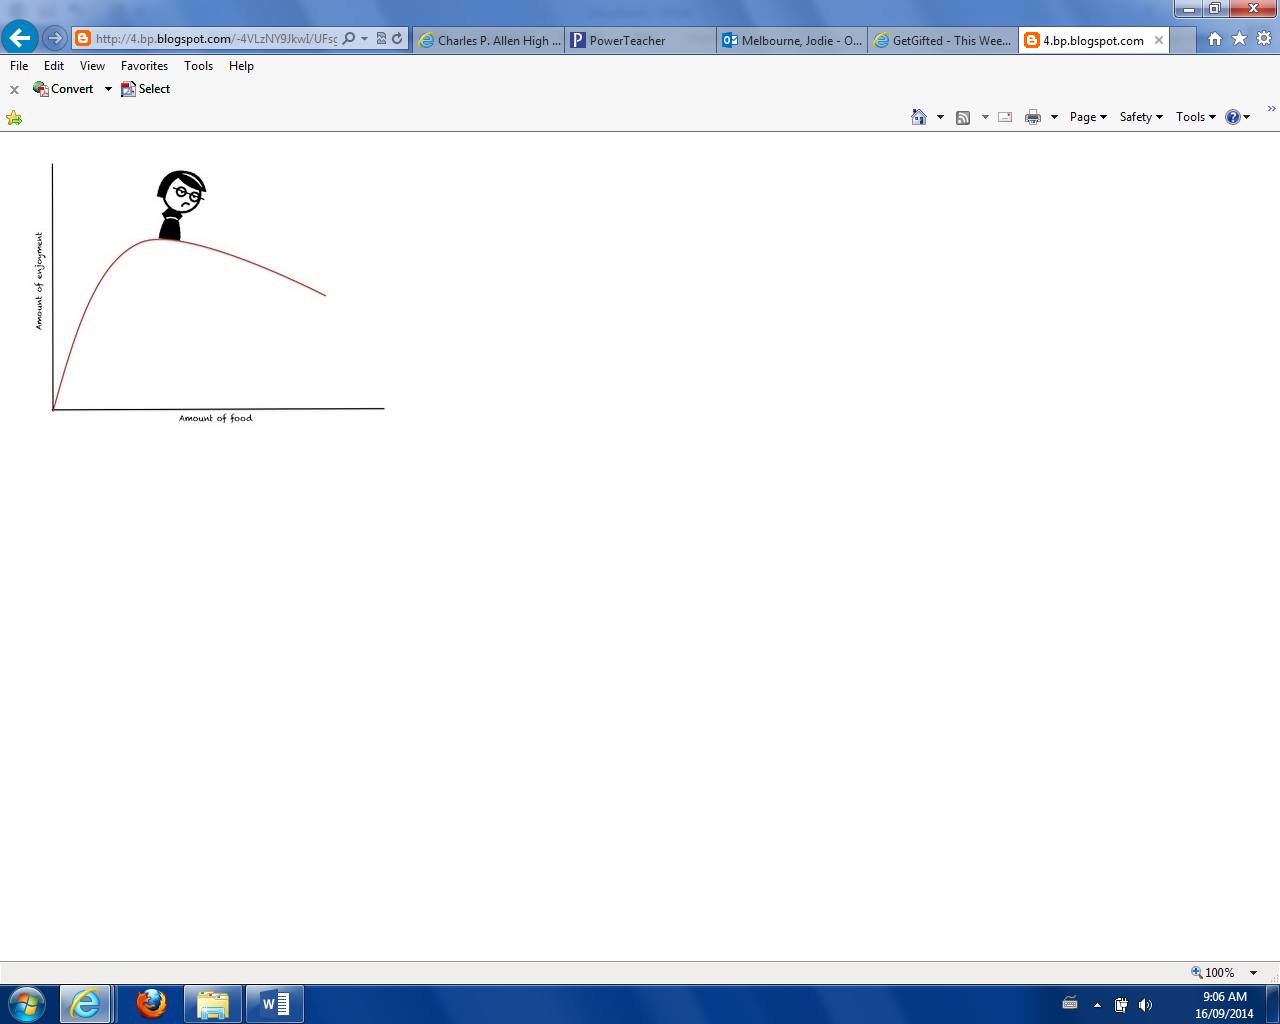 http://4.bp.blogspot.com/-4VLzNY9JkwI/UFsg
Charles P. Allen High ...
PowerTeacher
Melbourne, Jodie - O...
GetGifted - This Wee...
4.bp.blogspot.com
File Edit View Favorites Tools Help
x Convert Select
Page Safety Tools
Amount of enjoyment
Amount of food
100%
9:06 AM
16/09/2014